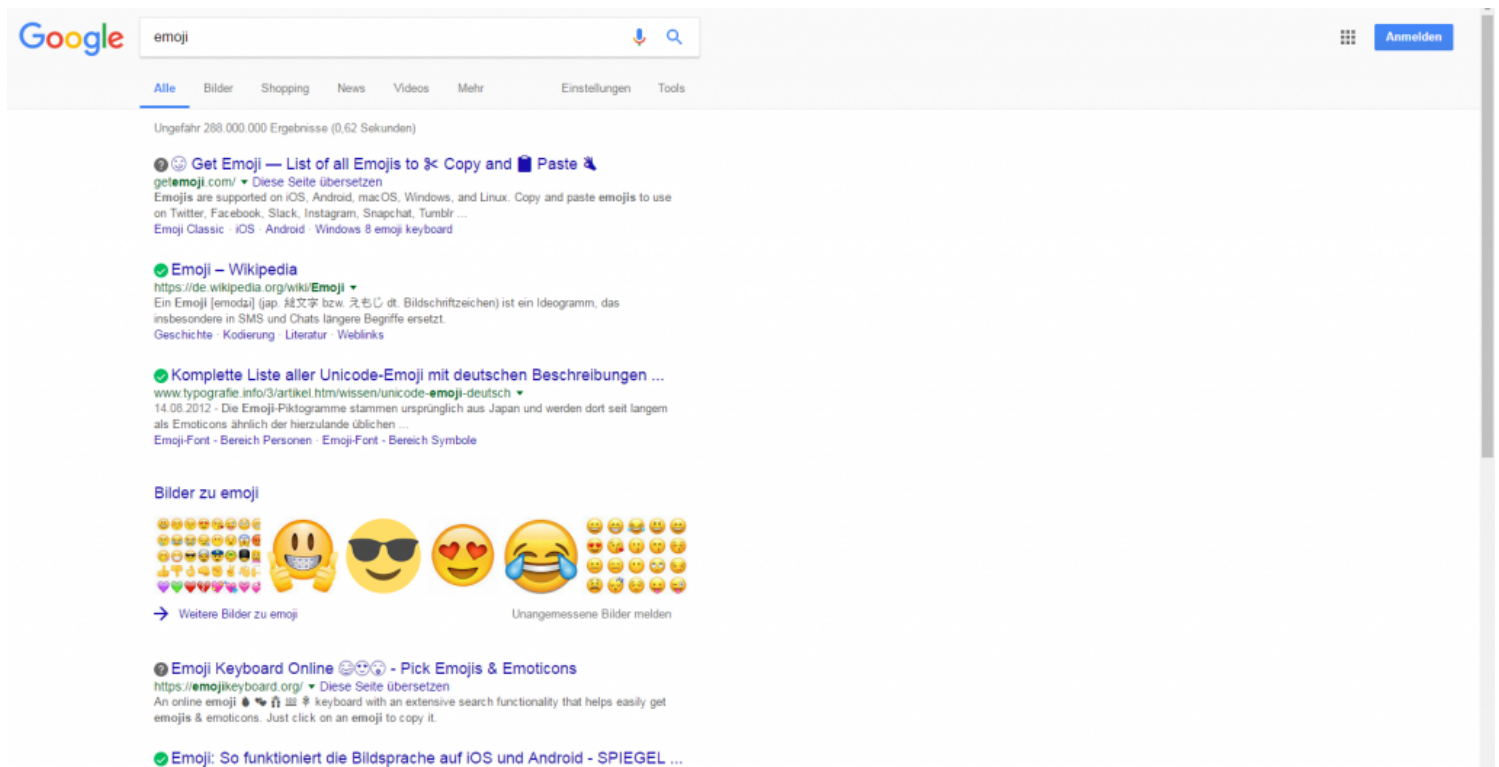 Google
emoji
Anmelden
Alle Bilder Shopping News Videos Mehr Einstellungen Tools
Ungefähr 288.000.000 Ergebnisse (0,62 Sekunden)
Get Emoji — List of all Emojis to ✂ Copy and 📋 Paste
getemoji.com/ ▼ Diese Seite übersetzen
Emojis are supported on iOS, Android, macOS, Windows, and Linux. Copy and paste emojis to use
on Twitter, Facebook, Slack, Instagram, Snapchat, Tumblr ...
Emoji Classic · iOS · Android · Windows 8 emoji keyboard
Emoji – Wikipedia
https://de.wikipedia.org/wiki/Emoji ▼
Ein Emoji [emodʑi] (jap. 絵文字 bzw. えもじ dt. Bildschriftzeichen) ist ein Ideogramm, das
insbesondere in SMS und Chats längere Begriffe ersetzt.
Geschichte · Kodierung · Literatur · Weblinks
Komplette Liste aller Unicode-Emoji mit deutschen Beschreibungen ...
www.typografie.info/3/artikel.htm/wissen/unicode-emoji-deutsch ▼
14.08.2012 - Die Emoji-Piktogramme stammen ursprünglich aus Japan und werden dort seit langem
als Emoticons ähnlich der hierzulande üblichen ...
Emoji-Font - Bereich Personen · Emoji-Font - Bereich Symbole
Bilder zu emoji
Weitere Bilder zu emoji Unangemessene Bilder melden
Emoji Keyboard Online - Pick Emojis & Emoticons
https://emojikeyboard.org/ ▼ Diese Seite übersetzen
An online emoji keyboard with an extensive search functionality that helps easily get
emojis & emoticons. Just click on an emoji to copy it.
Emoji: So funktioniert die Bildsprache auf iOS und Android - SPIEGEL ...